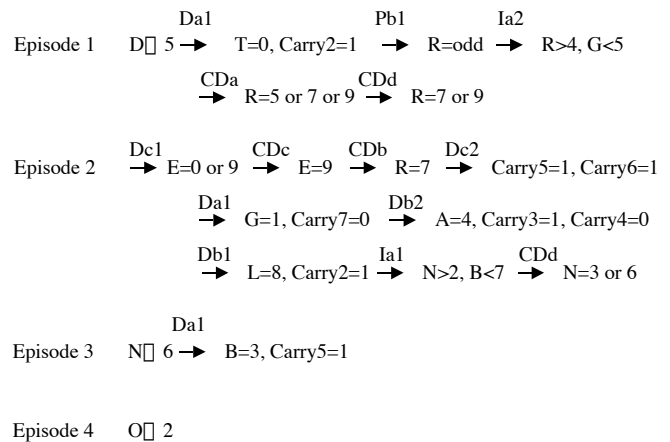 Da1 Pb1 Ia2
Episode 1 D▯ 5 → T=0, Carry2=1 → R=odd → R>4, G<5
CDa CDd
→ R=5 or 7 or 9 → R=7 or 9
Dc1 CDc CDb Dc2
Episode 2 → E=0 or 9 → E=9 → R=7 → Carry5=1, Carry6=1
Da1 Db2
→ G=1, Carry7=0 → A=4, Carry3=1, Carry4=0
Db1 Ia1 CDd
→ L=8, Carry2=1 → N>2, B<7 → N=3 or 6
Da1
Episode 3 N▯ 6 → B=3, Carry5=1
Episode 4 O▯ 2